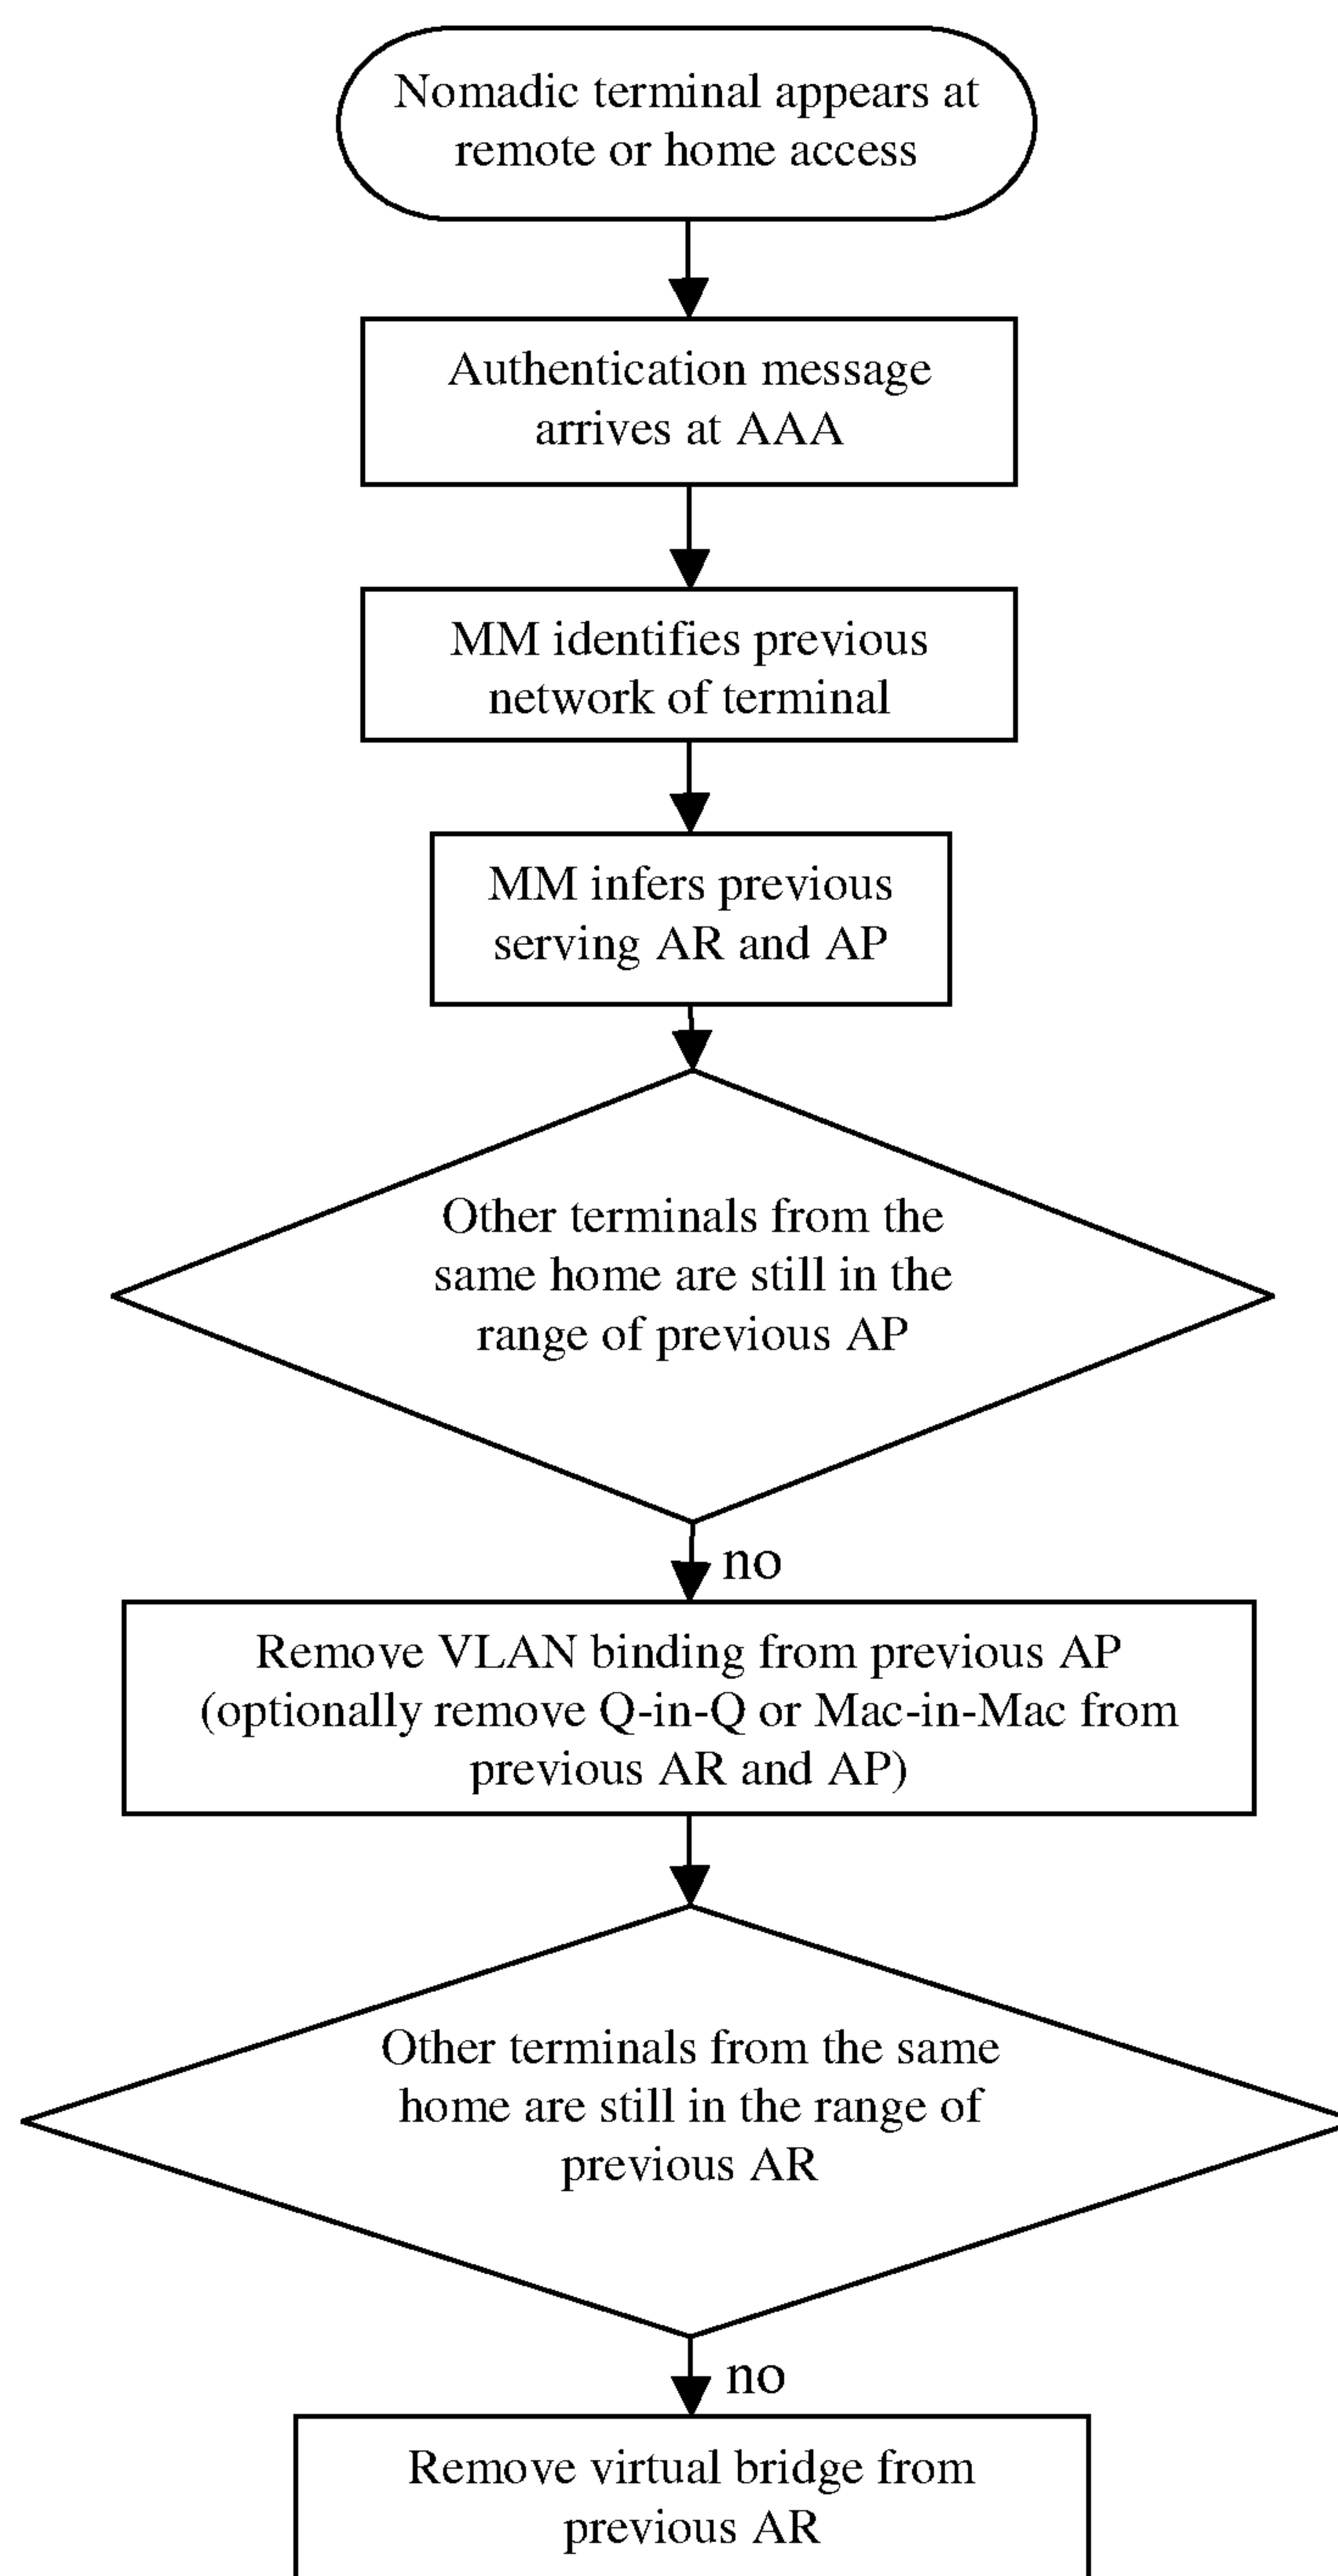 Nomadic terminal appears at
remote or home access
Authentication message
arrives at AAA
MM identifies previous
network of terminal
MM infers previous
serving AR and AP
Other terminals from the
same home are still in the
range of previous AP
no
Remove VLAN binding from previous AP
(optionally remove Q-in-Q or Mac-in-Mac from
previous AR and AP)
Other terminals from the same
home are still in the range of
previous AR
no
Remove virtual bridge from
previous AR